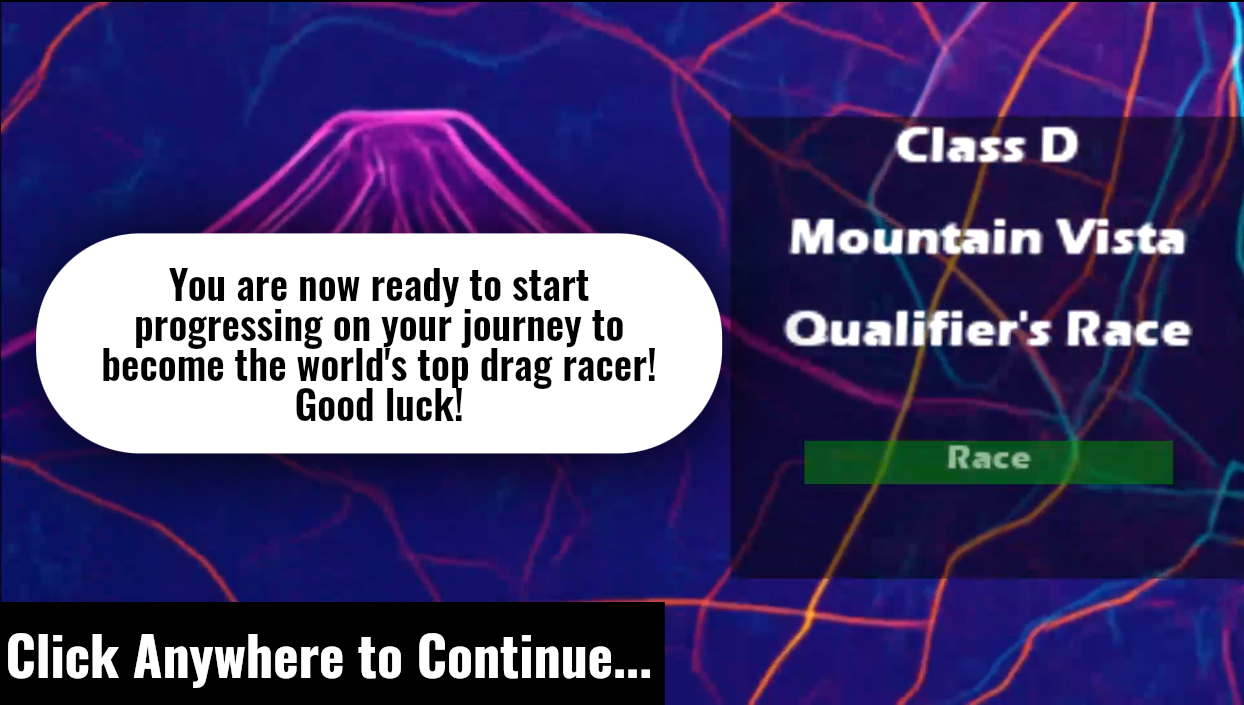 You are now ready to start
progressing on your journey to
become the world's top drag racer!
Good luck!
Class D
Mountain Vista
Qualifier's Race
Race
Click Anywhere to Continue...